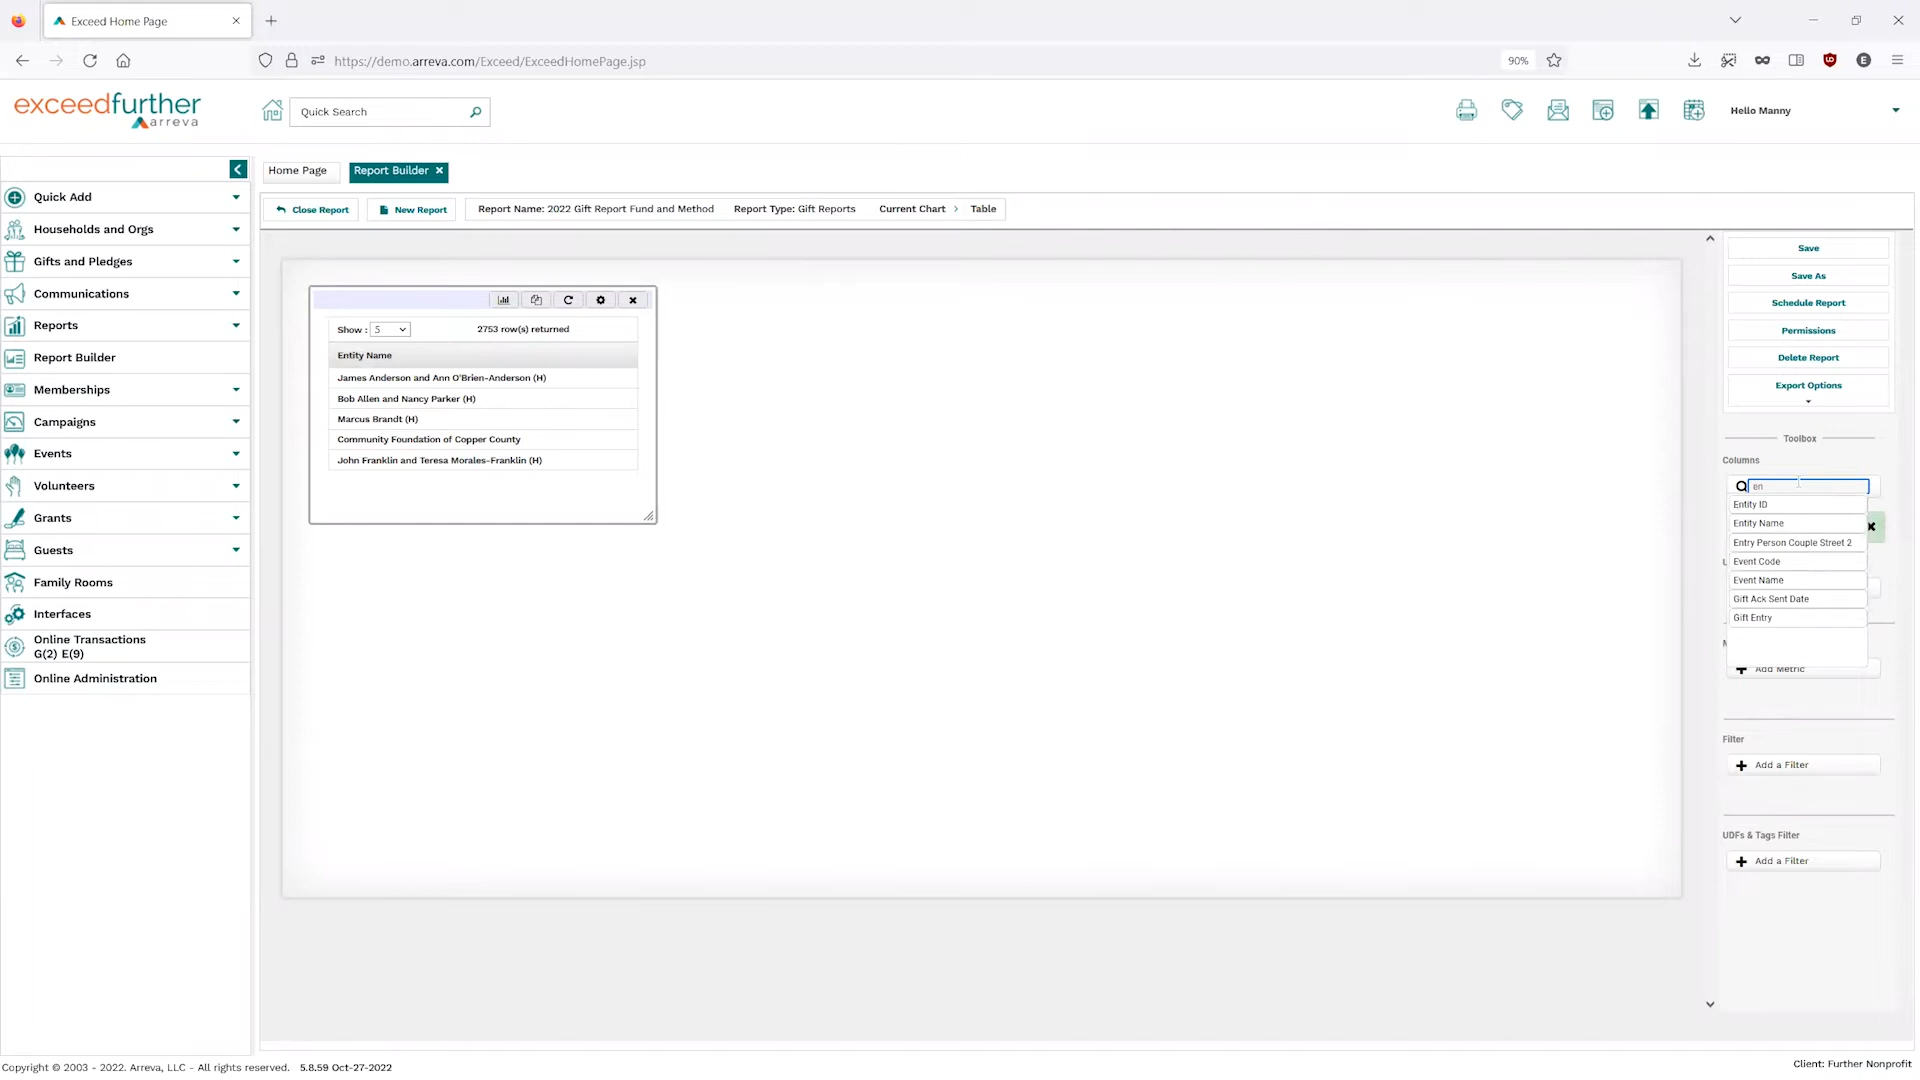 Exceed Home Page
https://demo.arreva.com/Exceed/ExceedHomePage.jsp
90%
exceedfurther
arreva
Quick Search
Hello Manny
Home Page
Report Builder
Close Report
New Report
Report Name: 2022 Gift Report Fund and Method
Report Type: Gift Reports
Current Chart > Table
Quick Add
Households and Orgs
Gifts and Pledges
Communications
Reports
Report Builder
Memberships
Campaigns
Events
Volunteers
Grants
Guests
Family Rooms
Interfaces
Online Transactions
G(2) E(9)
Online Administration
Show : 5
2753 row(s) returned
Entity Name
James Anderson and Ann O'Brien-Anderson (H)
Bob Allen and Nancy Parker (H)
Marcus Brandt (H)
Community Foundation of Copper County
John Franklin and Teresa Morales-Franklin (H)
Save
Save As
Schedule Report
Permissions
Delete Report
Export Options
Toolbox
Columns
en
Entity ID
Entity Name
Entry Person Couple Street 2
Event Code
Event Name
Gift Ack Sent Date
Gift Entry
Add Metric
Filter
Add a Filter
UDFs & Tags Filter
Add a Filter
Copyright © 2003 - 2022. Arreva, LLC - All rights reserved. 5.8.59 Oct-27-2022
Client: Further Nonprofit